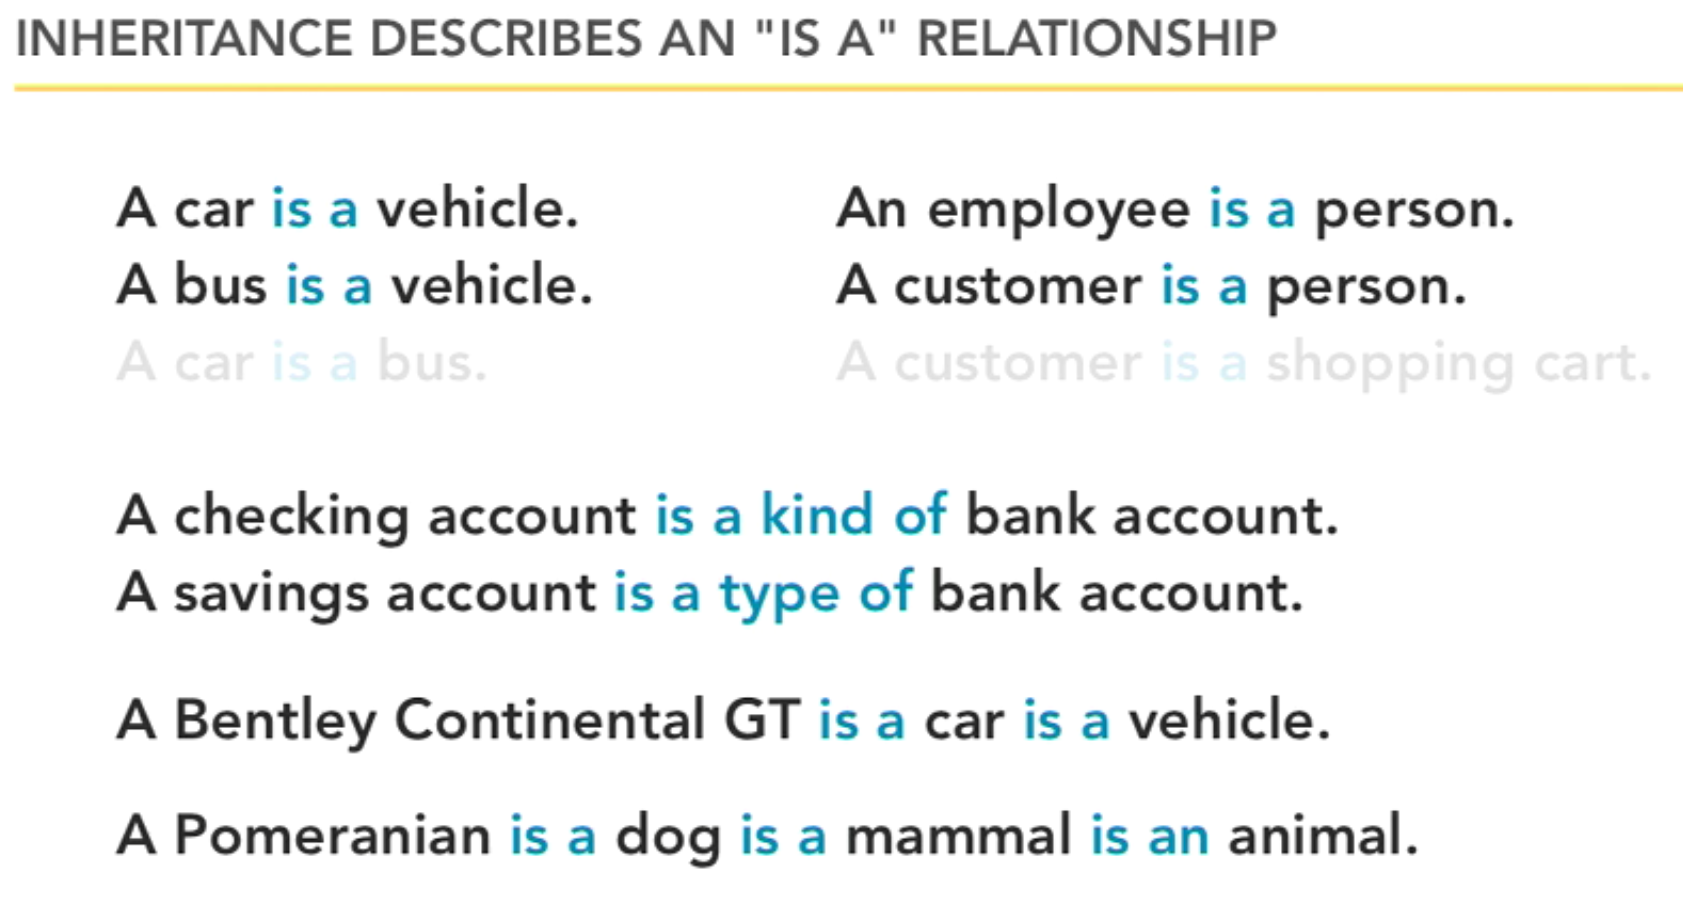 INHERITANCE DESCRIBES AN "IS A" RELATIONSHIP
A car is a vehicle.
A bus is a vehicle.
A car is a bus.
An employee is a person.
A customer is a person.
A customer is a shopping cart.
A checking account is a kind of bank account.
A savings account is a type of bank account.
A Bentley Continental GT is a car is a vehicle.
A Pomeranian is a dog is a mammal is an animal.